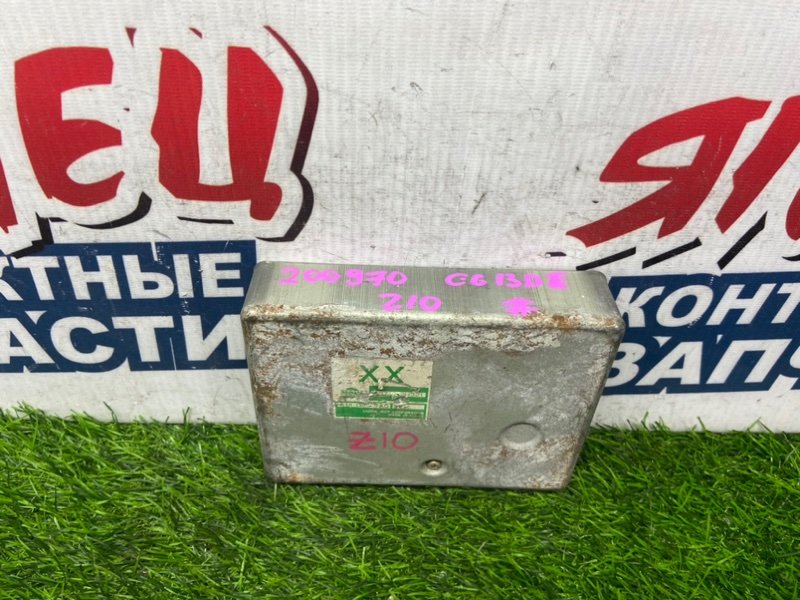 ЕЦ
КТНЫЕ
АСТИ
ЯП
КОНТ
ЗАПЧ
200970 CG13DE
Z10 *
XX
Z10